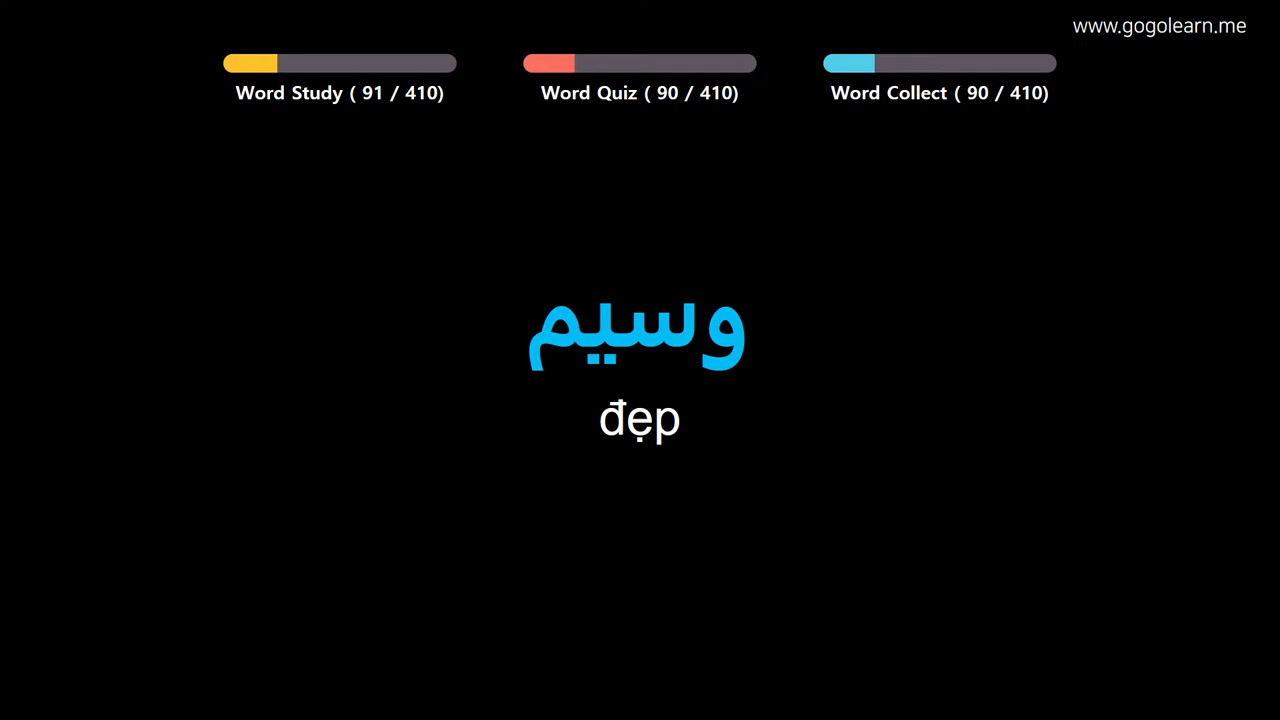 www.gogolearn.me
Word Study ( 91 / 410)
Word Quiz ( 90 / 410)
Word Collect ( 90 / 410)
وسيم
đẹp